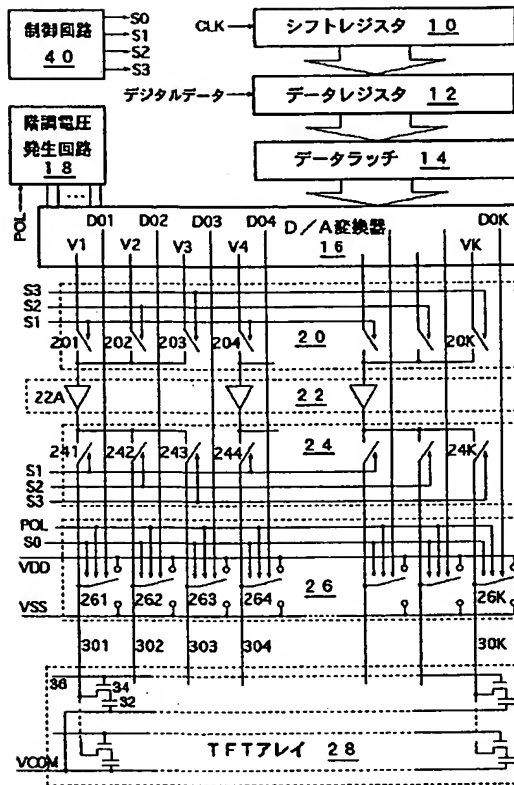 制御回路
40
S0
S1
S2
S3
CLK
シフトレジスタ 10
デジタルデータ
データレジスタ 12
データラッチ 14
階調電圧
発生回路
18
POL
D01 D02 D03 D04 D0K
D/A変換器
V1 V2 V3 V4 16 VK
S3
S2
S1
201 202 203 204 20 20K
22A 22
241 242 243 244 24 24K
S1
S2
S3
POL
S0
VDD
261 262 263 264 26 26K
VSS
301 302 303 304 30K
36 34
32
TFTアレイ 28
VCOM